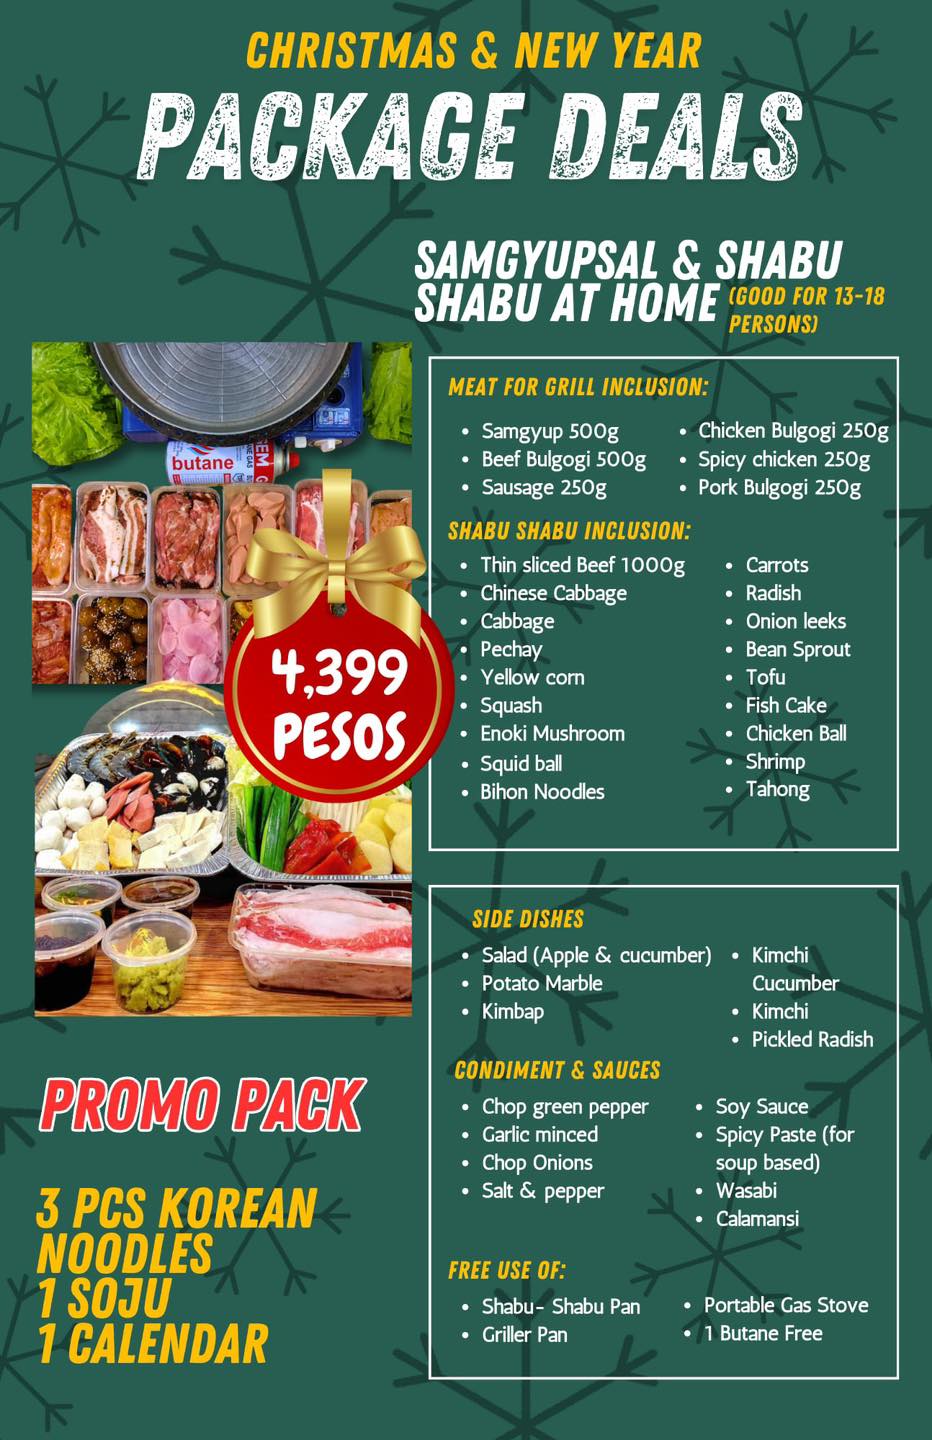 CHRISTMAS & NEW YEAR
PACKAGE DEALS
SAMGYUPSAL & SHABU
SHABU AT HOME (GOOD FOR 13-18
PERSONS)
MEAT FOR GRILL INCLUSION:
• Samgyup 500g
• Beef Bulgogi 500g
• Sausage 250g
• Chicken Bulgogi 250g
• Spicy chicken 250g
• Pork Bulgogi 250g
SHABU SHABU INCLUSION:
• Thin sliced Beef 1000g
• Chinese Cabbage
• Cabbage
• Pechay
• Yellow corn
• Squash
• Enoki Mushroom
• Squid ball
• Bihon Noodles
• Carrots
• Radish
• Onion leeks
• Bean Sprout
• Tofu
• Fish Cake
• Chicken Ball
• Shrimp
• Tahong
butane
4,399
PESOS
SIDE DISHES
• Salad (Apple & cucumber)
• Potato Marble
• Kimbap
• Kimchi
Cucumber
• Kimchi
• Pickled Radish
CONDIMENT & SAUCES
• Chop green pepper
• Garlic minced
• Chop Onions
• Salt & pepper
• Soy Sauce
• Spicy Paste (for
soup based)
• Wasabi
• Calamansi
FREE USE OF:
• Shabu- Shabu Pan
• Griller Pan
• Portable Gas Stove
• 1 Butane Free
PROMO PACK
3 PCS KOREAN
NOODLES
1 SOJU
1 CALENDAR